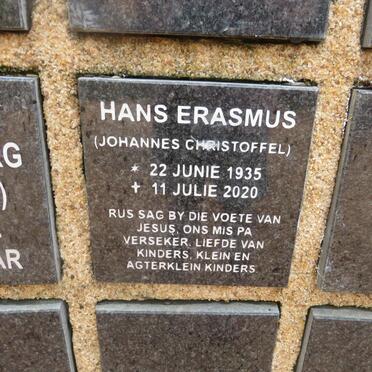 HANS ERASMUS
(JOHANNES CHRISTOFFEL)
* 22 JUNIE 1935
✝ 11 JULIE 2020
RUS SAG BY DIE VOETE VAN
JESUS, ONS MIS PA
VERSEKER, LIEFDE VAN
KINDERS, KLEIN EN
AGTERKLEIN KINDERS